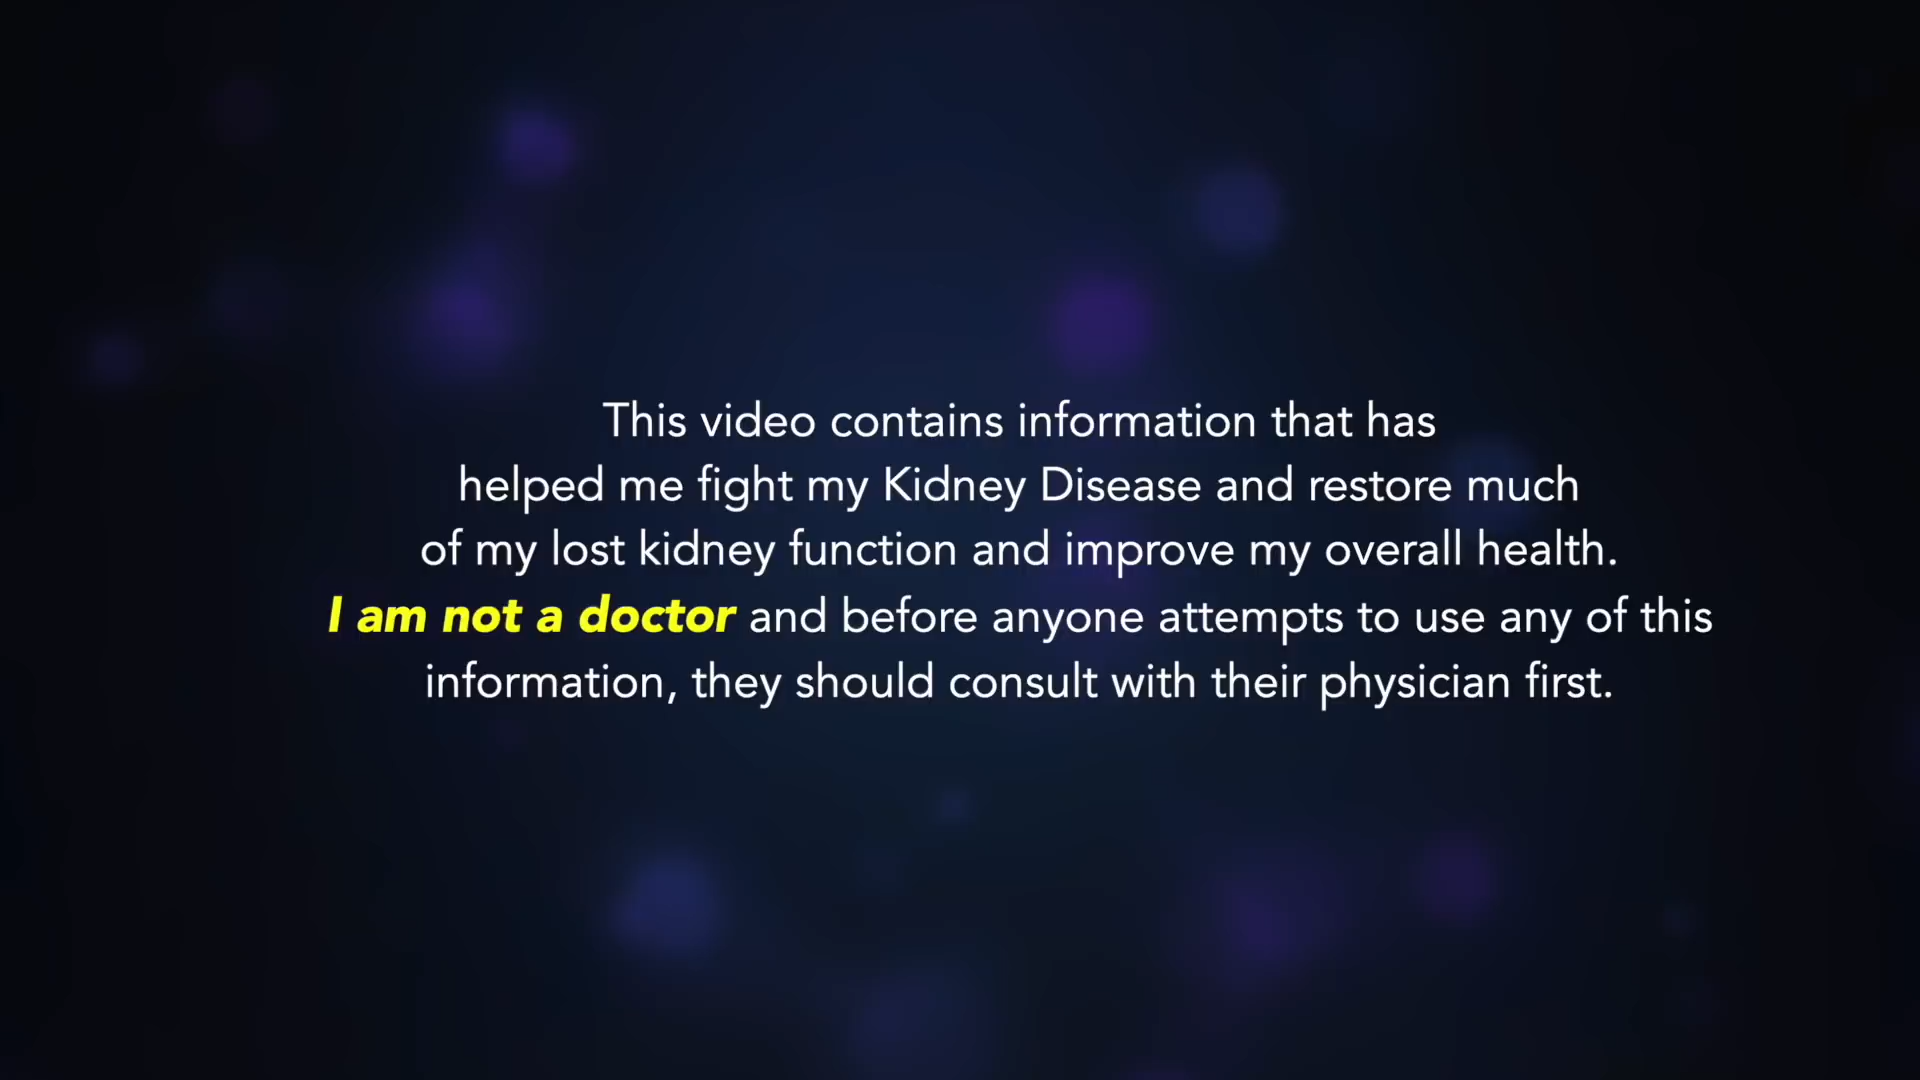 This video contains information that has
helped me fight my Kidney Disease and restore much
of my lost kidney function and improve my overall health.
I am not a doctor and before anyone attempts to use any of this
information, they should consult with their physician first.